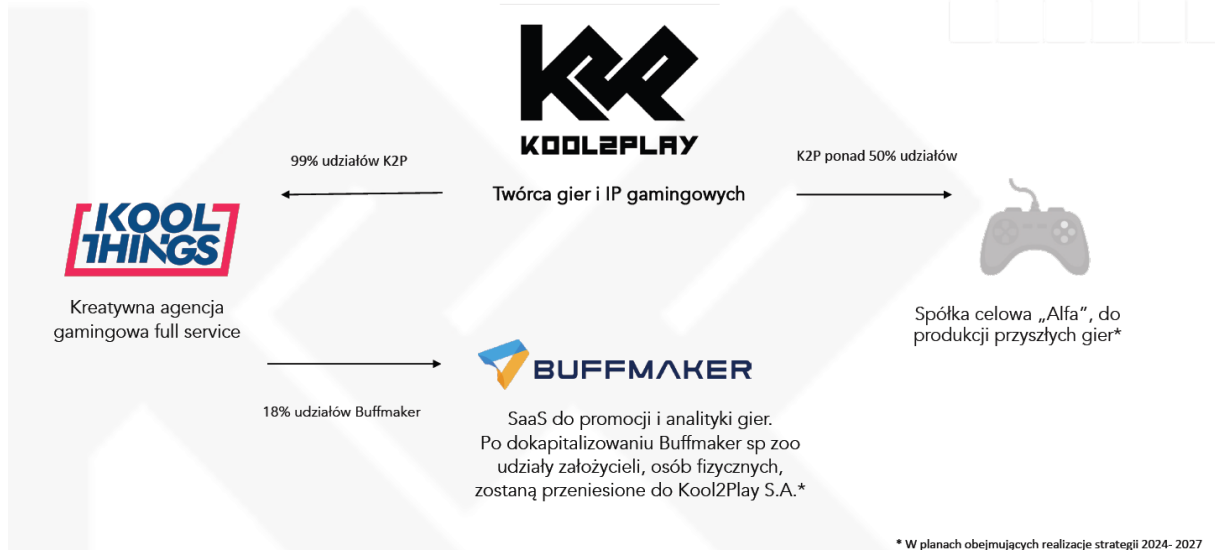 KOOL2PLAY
99% udziałów K2P
K2P ponad 50% udziałów
Twórca gier i IP gamingowych
KOOL
THINGS
Kreatywna agencja
gamingowa full service
Spółka celowa „Alfa”, do
produkcji przyszłych gier*
BUFFMAKER
18% udziałów Buffmaker
SaaS do promocji i analityki gier.
Po dokapitalizowaniu Buffmaker sp zoo
udziały założycieli, osób fizycznych,
zostaną przeniesione do Kool2Play S.A.*
* W planach obejmujących realizacje strategii 2024- 2027